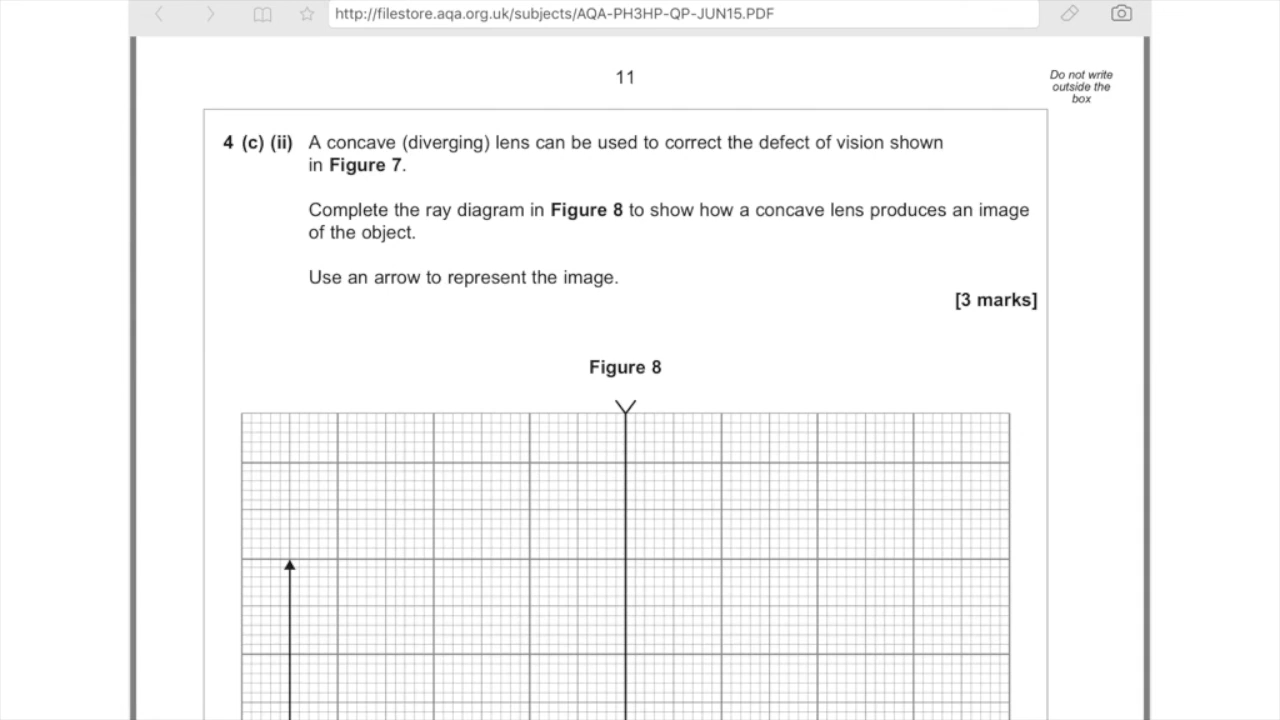 http://filestore.aqa.org.uk/subjects/AQA-PH3HP-QP-JUN15.PDF
11
Do not write
outside the
box
4 (c) (ii) A concave (diverging) lens can be used to correct the defect of vision shown
in Figure 7.
Complete the ray diagram in Figure 8 to show how a concave lens produces an image
of the object.
Use an arrow to represent the image.
[3 marks]
Figure 8